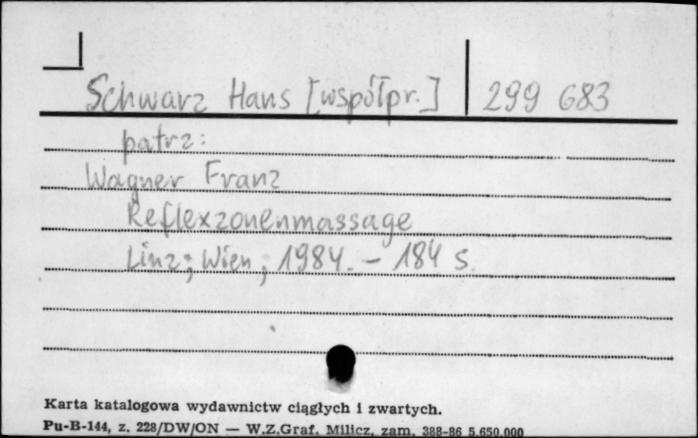 Schwarz Hans [współpr.] 299 683
patrz:
Wagner Franz
Reflexzonenmassage
Linz; Wien; 1984. - 184 s.
Karta katalogowa wydawnictw ciągłych i zwartych.
Pu-B-144, z. 228/DW/ON — W.Z.Graf. Milicz, zam. 388-86 5.650.000